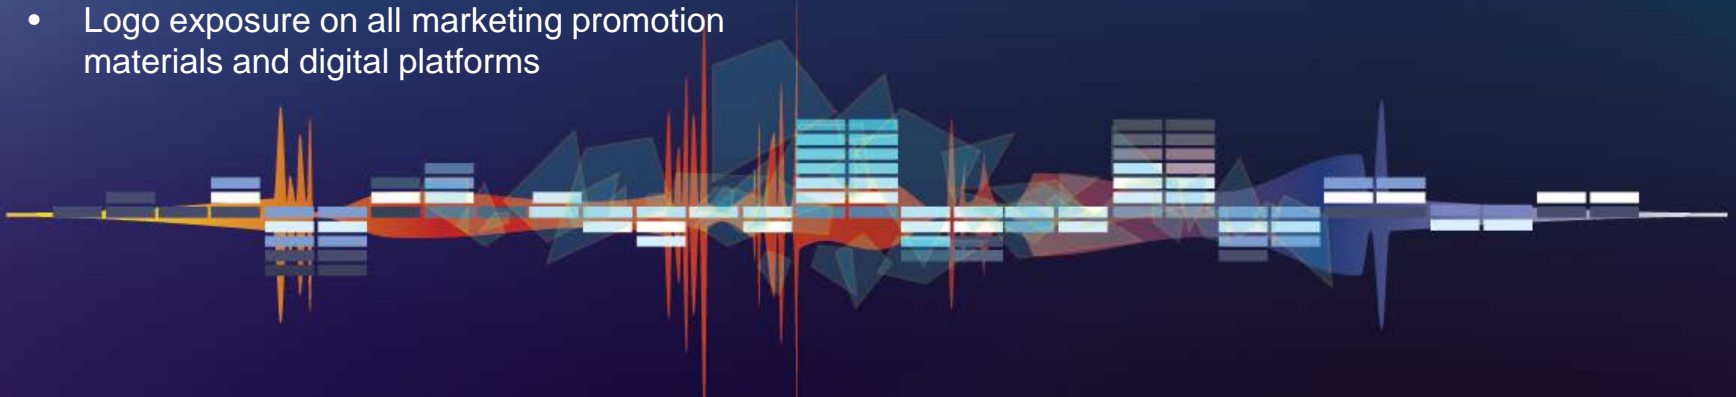 • Logo exposure on all marketing promotion
materials and digital platforms